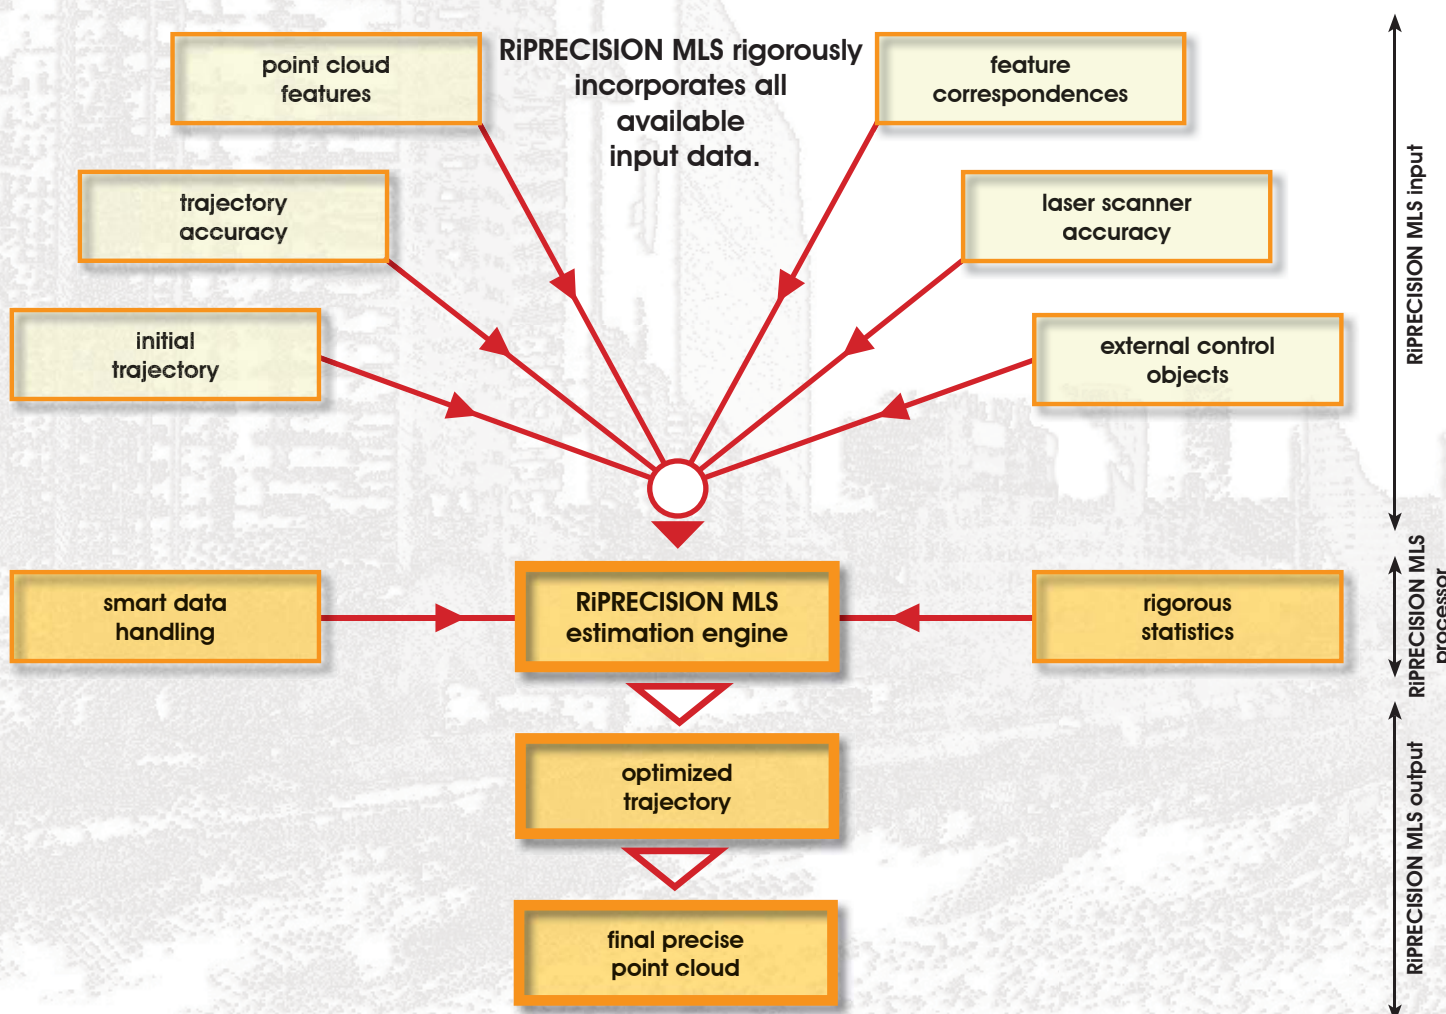 RiPRECISION MLS rigorously
incorporates all
available
input data.
point cloud
features
feature
correspondences
trajectory
accuracy
laser scanner
accuracy
initial
trajectory
external control
objects
RiPRECISION MLS input
smart data
handling
RiPRECISION MLS
estimation engine
rigorous
statistics
RiPRECISION MLS
processor
optimized
trajectory
final precise
point cloud
RiPRECISION MLS output